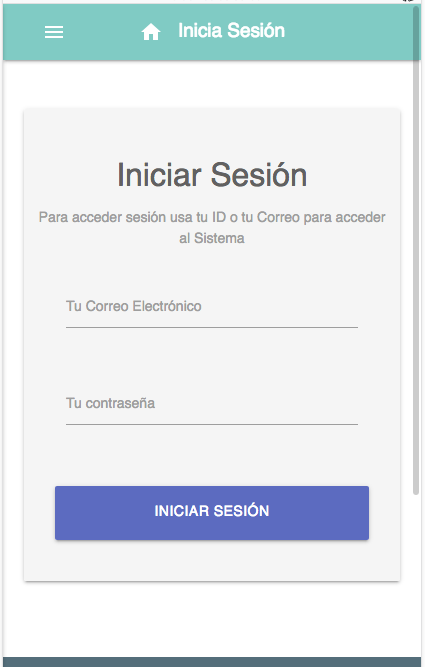 Inicia Sesión
Iniciar Sesión
Para acceder sesión usa tu ID o tu Correo para acceder
al Sistema
Tu Correo Electrónico
Tu contraseña
INICIAR SESIÓN